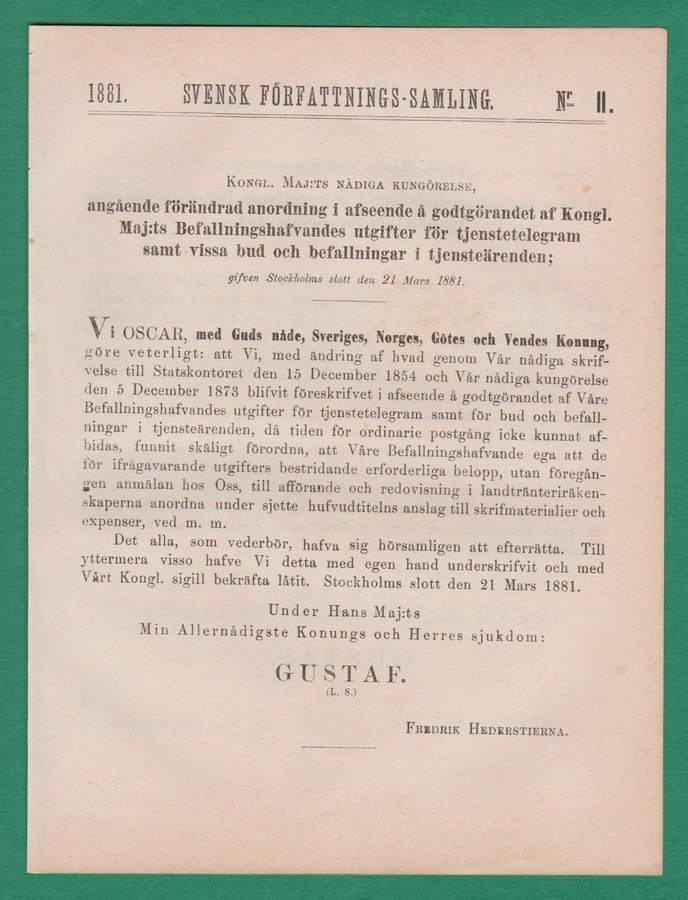 1881. SVENSK FÖRFATTNINGS-SAMLING. Nr 11.
KONGL. MAJ:TS NÅDIGA KUNGÖRELSE,
angående förändrad anordning i afseende å godtgörandet af Kongl.
Maj:ts Befallningshafvandes utgifter för tjenstetelegram
samt vissa bud och befallningar i tjensteärenden;
gifven Stockholms slott den 21 Mars 1881.
Vi OSCAR, med Guds nåde, Sveriges, Norges, Götes och Vendes Konung,
göre veterligt: att Vi, med ändring af hvad genom Vår nådiga skrif-
velse till Statskontoret den 15 December 1854 och Vår nådiga kungörelse
den 5 December 1873 blifvit föreskrifvet i afseende å godtgörandet af Våre
Befallningshafvandes utgifter för tjenstetelegram samt för bud och befall-
ningar i tjensteärenden, då tiden för ordinarie postgång icke kunnat af-
bidas, funnit skäligt förordna, att Våre Befallningshafvande ega att de
för ifrågavarande utgifters bestridande erforderliga belopp, utan föregån-
gen anmälan hos Oss, till afförande och redovisning i landtränteriräken-
skaperna anordna under sjette hufvudtitelns anslag till skrifmaterialier och
expenser, ved m. m.
Det alla, som vederbör, hafva sig hörsamligen att efterrätta. Till
yttermera visso hafve Vi detta med egen hand underskrifvit och med
Vårt Kongl. sigill bekräfta låtit. Stockholms slott den 21 Mars 1881.
Under Hans Maj:ts
Min Allernådigste Konungs och Herres sjukdom:
GUSTAF.
(L. S.)
FREDRIK HEDERSTIERNA.